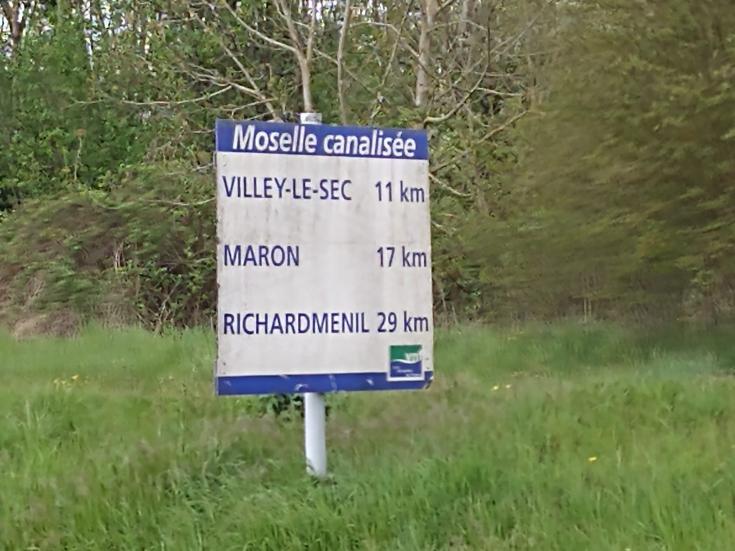 Moselle canalisée
VILLEY-LE-SEC 11 km
MARON 17 km
RICHARDMENIL 29 km